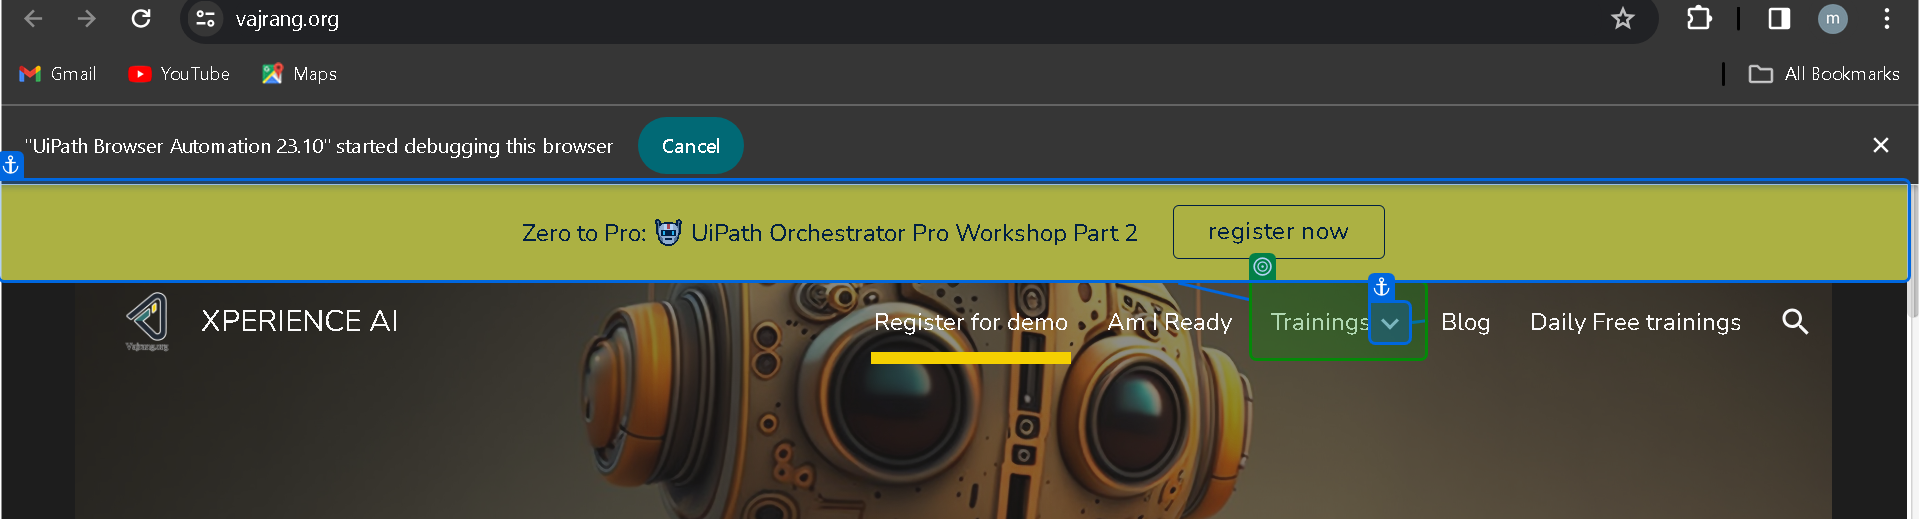 vajrang.org
m
Gmail YouTube Maps All Bookmarks
"UiPath Browser Automation 23.10" started debugging this browser Cancel
Zero to Pro: UiPath Orchestrator Pro Workshop Part 2 register now
XPERIENCE AI Register for demo Am I Ready Trainings Blog Daily Free trainings
Vajrang.org